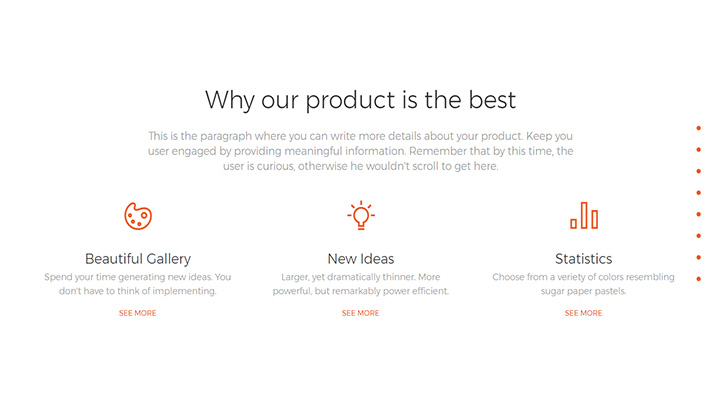 Why our product is the best
This is the paragraph where you can write more details about your product. Keep you
user engaged by providing meaningful information. Remember that by this time, the
user is curious, otherwise he wouldn't scroll to get here.
Beautiful Gallery
Spend your time generating new ideas. You
don't have to think of implementing.
SEE MORE
New Ideas
Larger, yet dramatically thinner. More
powerful, but remarkably power efficient.
SEE MORE
Statistics
Choose from a variety of colors resembling
sugar paper pastels.
SEE MORE